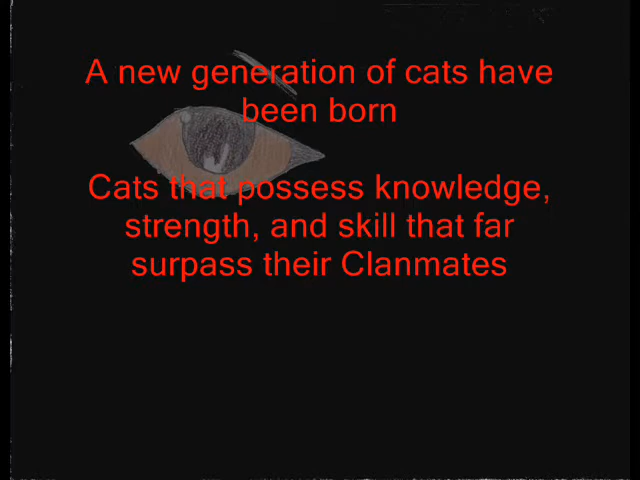 A new generation of cats have
been born
Cats that possess knowledge,
strength, and skill that far
surpass their Clanmates